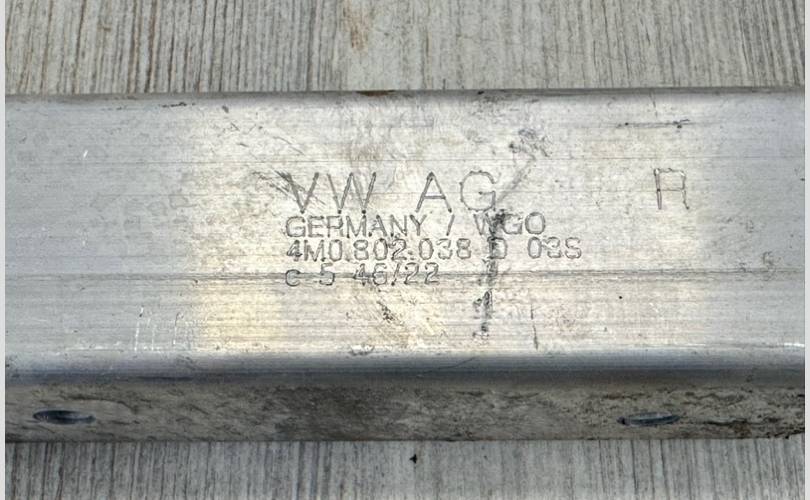 VW AG R
GERMANY / WGO
4M0.802.038 D 03S
c 5 46/22